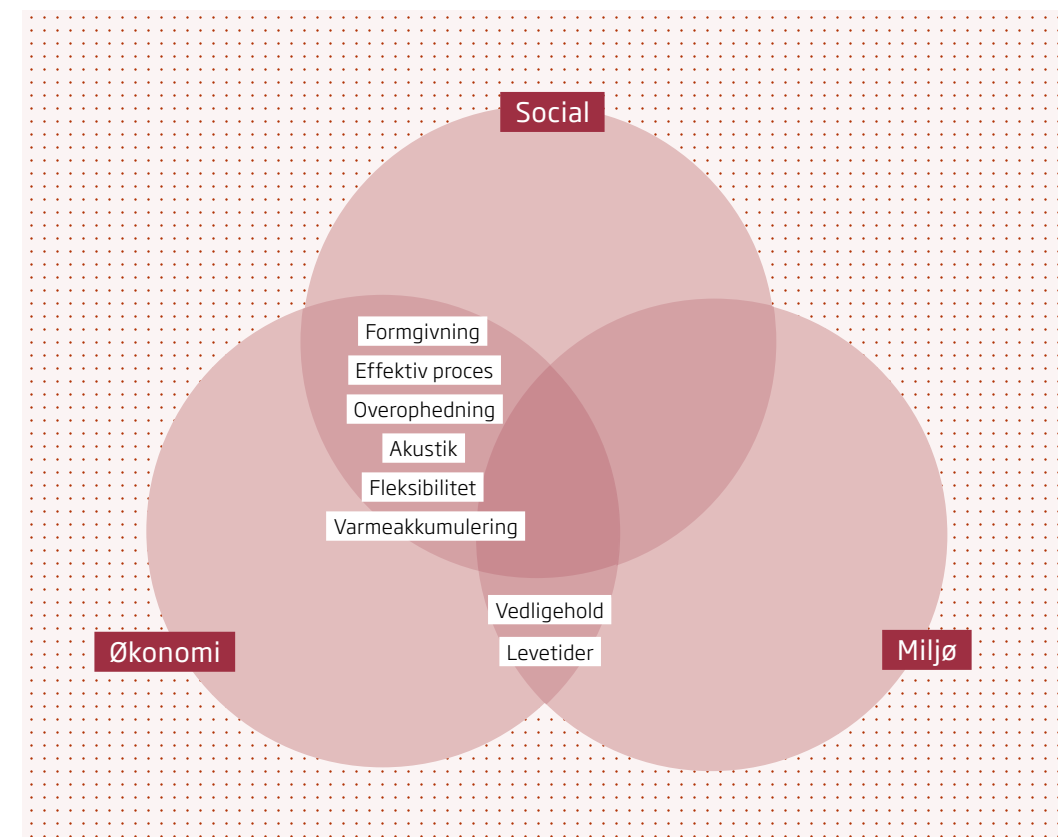 Social
Formgivning
Effektiv proces
Overophedning
Akustik
Fleksibilitet
Varmeakkumulering
Vedligehold
Levetider
Økonomi
Miljø